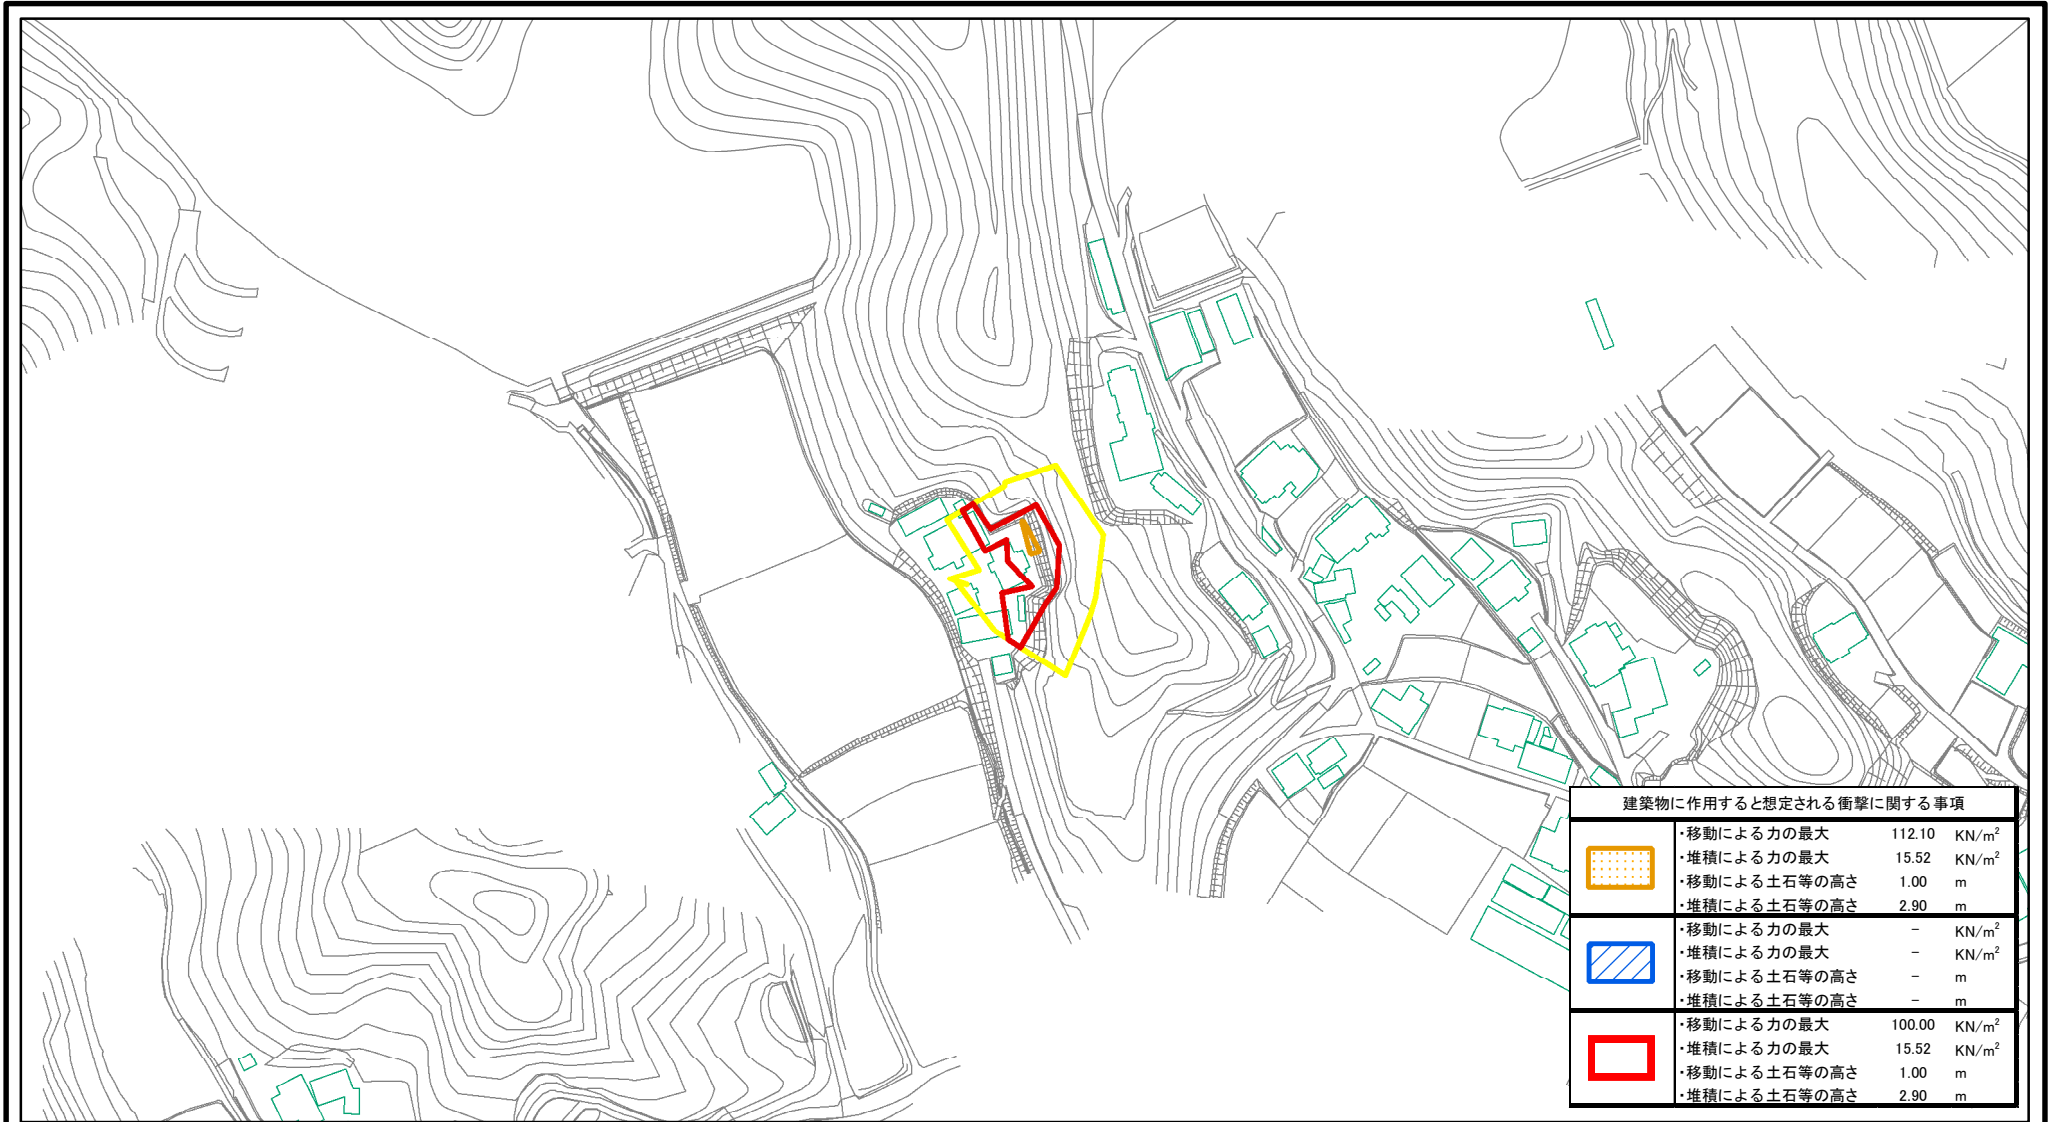 建築物に作用すると想定される衝撃に関する事項
・移動による力の最大 112.10 KN/m²
・堆積による力の最大 15.52 KN/m²
・移動による土石等の高さ 1.00 m
・堆積による土石等の高さ 2.90 m
・移動による力の最大 － KN/m²
・堆積による力の最大 － KN/m²
・移動による土石等の高さ － m
・堆積による土石等の高さ － m
・移動による力の最大 100.00 KN/m²
・堆積による力の最大 15.52 KN/m²
・移動による土石等の高さ 1.00 m
・堆積による土石等の高さ 2.90 m